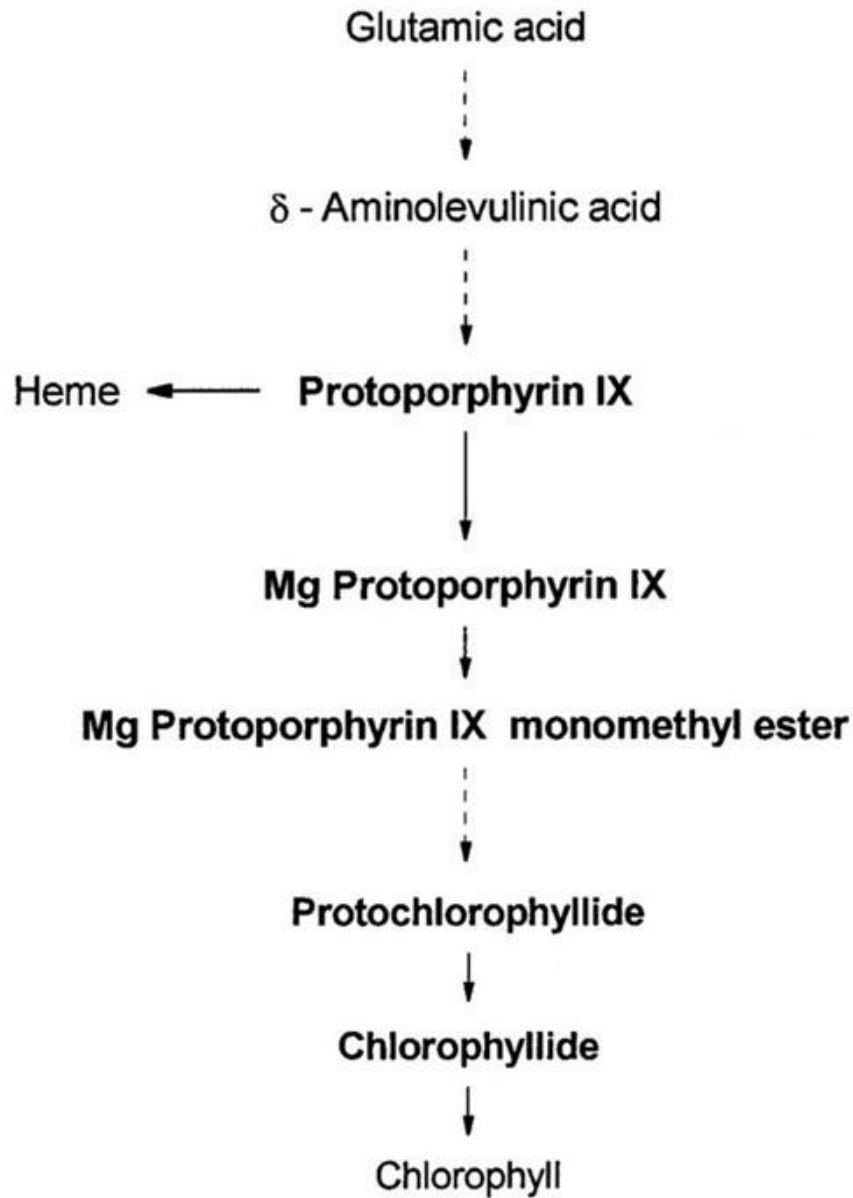 Glutamic acid
δ - Aminolevulinic acid
Heme
Protoporphyrin IX
Mg Protoporphyrin IX
Mg Protoporphyrin IX monomethyl ester
Protochlorophyllide
Chlorophyllide
Chlorophyll